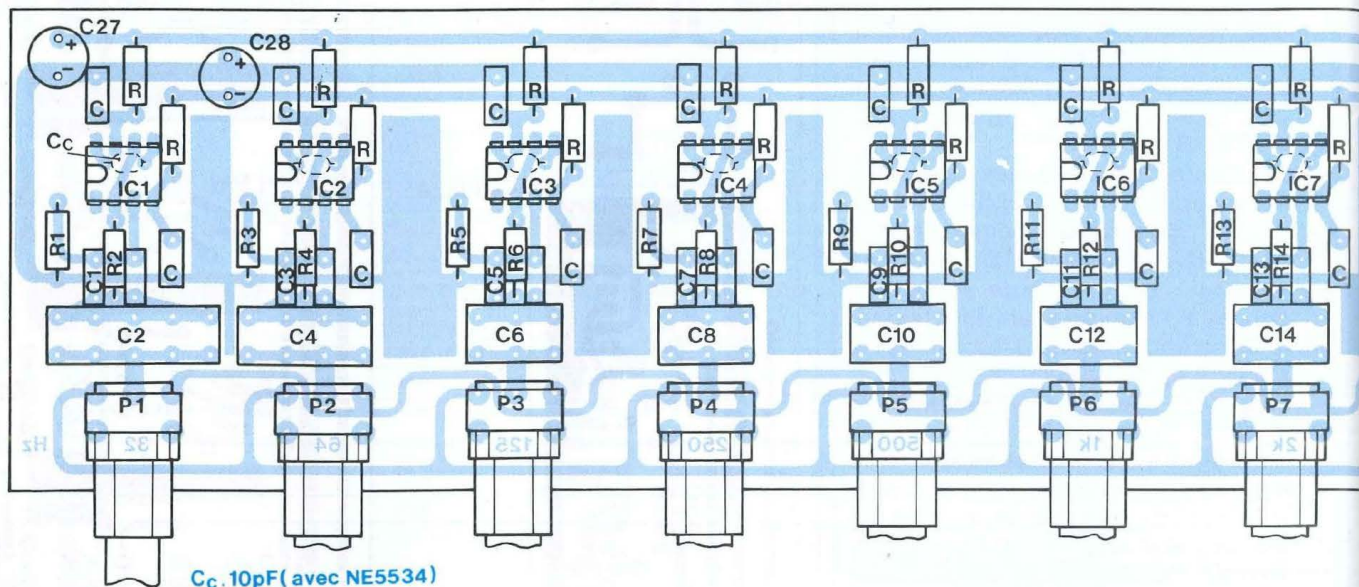 C27
C28
+
-
+
-
R R R R R R R
C C C C C C C
R R R R R R R
Cc
IC1 IC2 IC3 IC4 IC5 IC6 IC7
R1 R3 R5 R7 R9 R11 R13
C1 R2 C3 R4 C5 R6 C7 R8 C9 R10 C11 R12 C13 R14
C C C C C C C
C2 C4 C6 C8 C10 C12 C14
P1 P2 P3 P4 P5 P6 P7
Hz 32 64 125 250 500 1k 2k
Cc.10pF(avec NE5534)